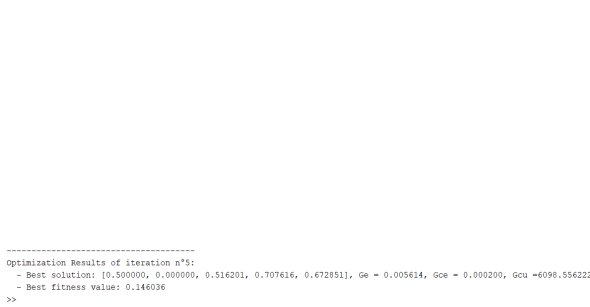 --------------------------------------
Optimization Results of iteration n°5:
- Best solution: [0.500000, 0.000000, 0.516201, 0.707616, 0.672851], Ge = 0.005614, Gce = 0.000200, Gcu =6098.556222
- Best fitness value: 0.146036
>>